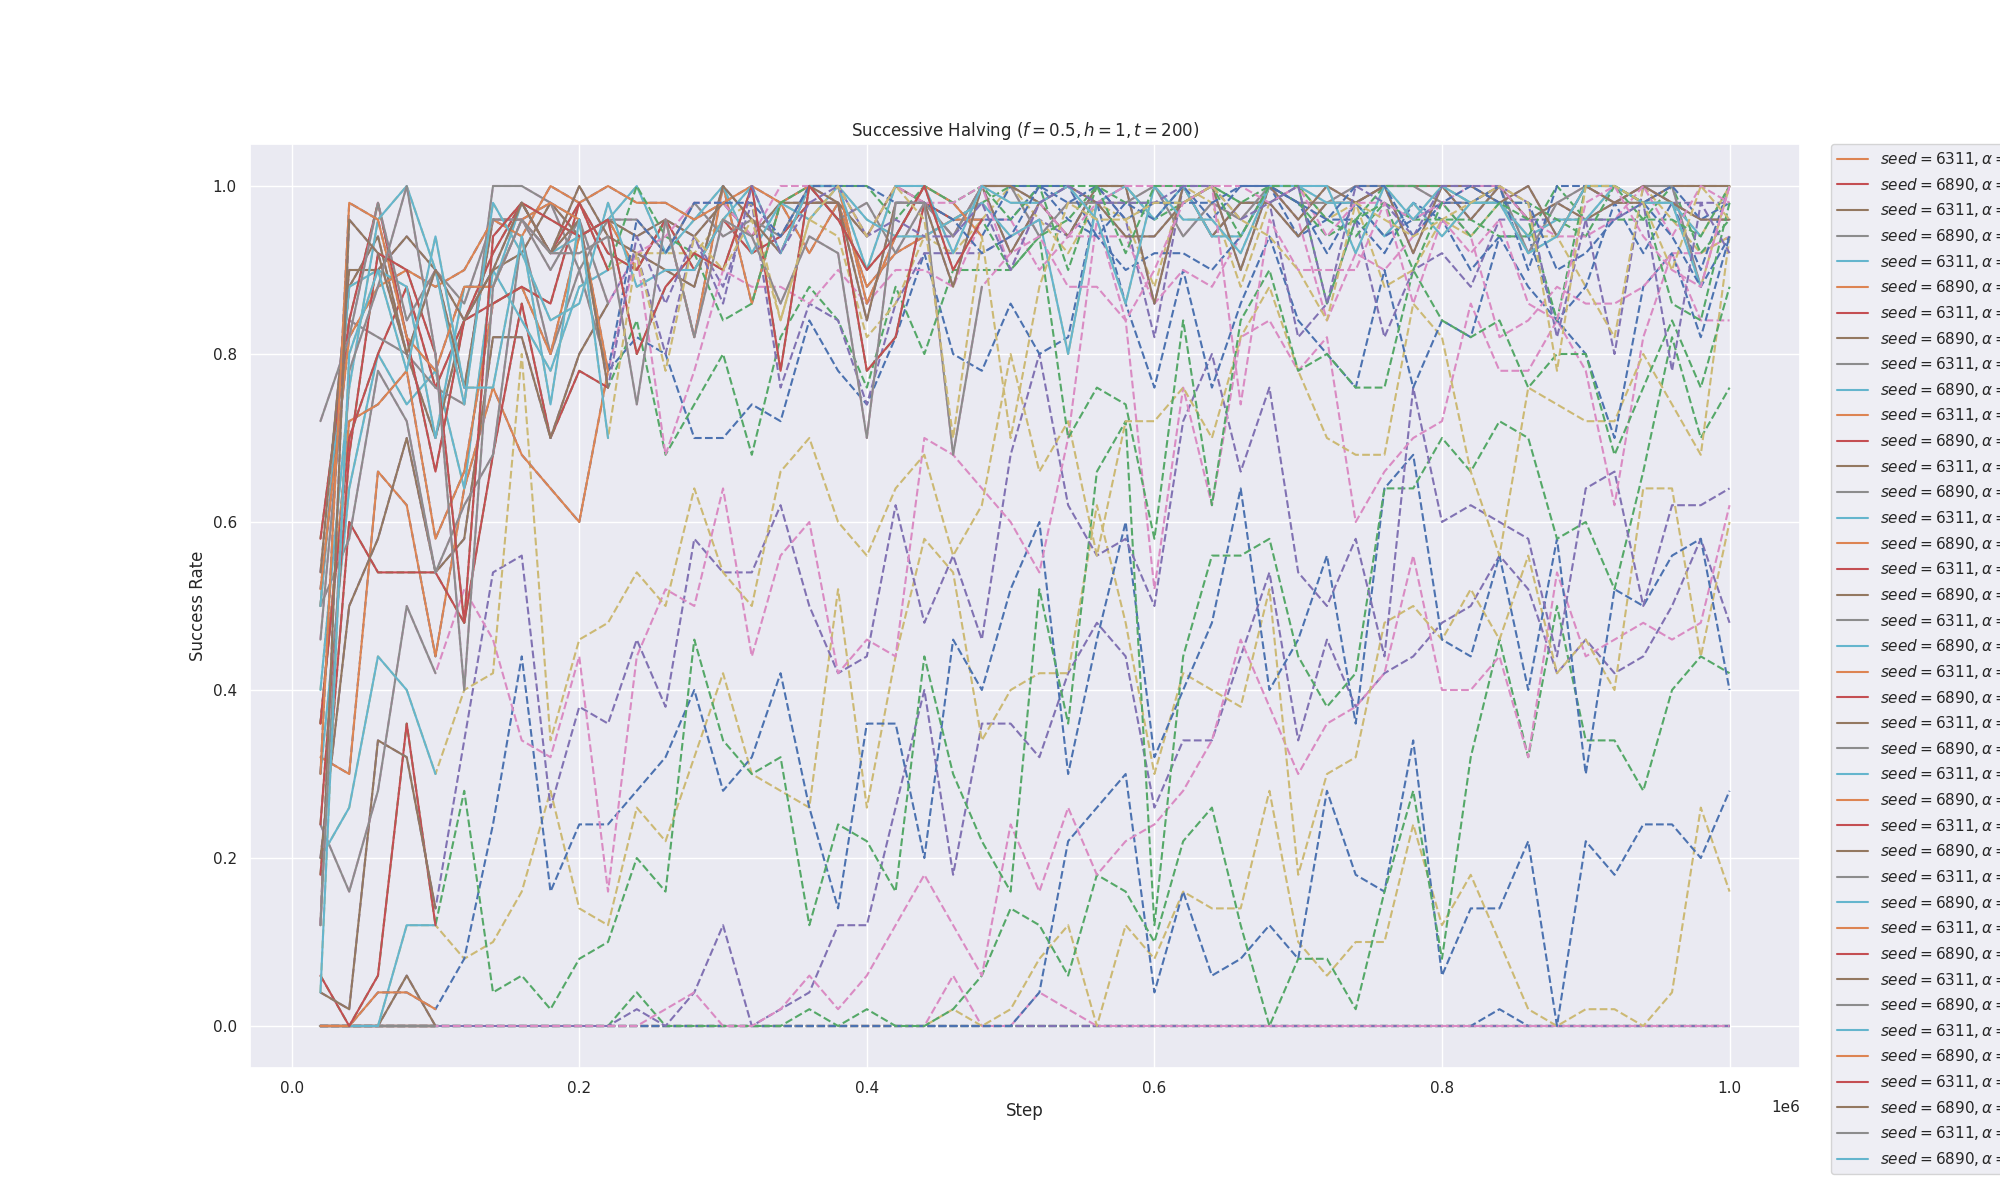 Successive Halving (f = 0.5, h = 1, t = 200)
Success Rate
1.0
0.8
0.6
0.4
0.2
0.0
0.0 0.2 0.4 0.6 0.8 1.0
1e6
Step
seed = 6311, α =
seed = 6890, α =
seed = 6311, α =
seed = 6890, α =
seed = 6311, α =
seed = 6890, α =
seed = 6311, α =
seed = 6890, α =
seed = 6311, α =
seed = 6890, α =
seed = 6311, α =
seed = 6890, α =
seed = 6311, α =
seed = 6890, α =
seed = 6311, α =
seed = 6890, α =
seed = 6311, α =
seed = 6890, α =
seed = 6311, α =
seed = 6890, α =
seed = 6311, α =
seed = 6890, α =
seed = 6311, α =
seed = 6890, α =
seed = 6311, α =
seed = 6890, α =
seed = 6311, α =
seed = 6890, α =
seed = 6311, α =
seed = 6890, α =
seed = 6311, α =
seed = 6890, α =
seed = 6311, α =
seed = 6890, α =
seed = 6311, α =
seed = 6890, α =
seed = 6311, α =
seed = 6890, α =
seed = 6311, α =
seed = 6890, α =